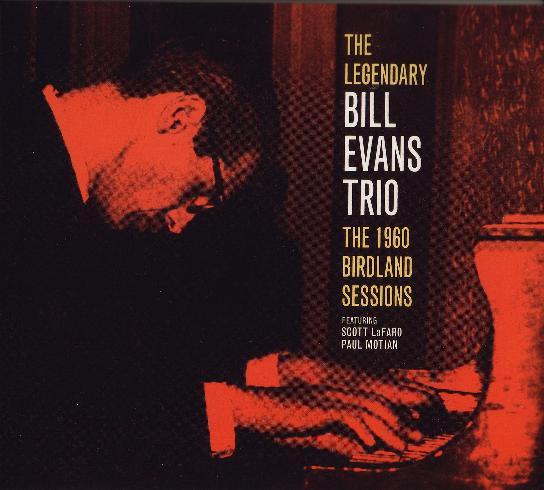 THE
LEGENDARY
BILL
EVANS
TRIO
THE 1960
BIRDLAND
SESSIONS
FEATURING
SCOTT LaFARO
PAUL MOTIAN